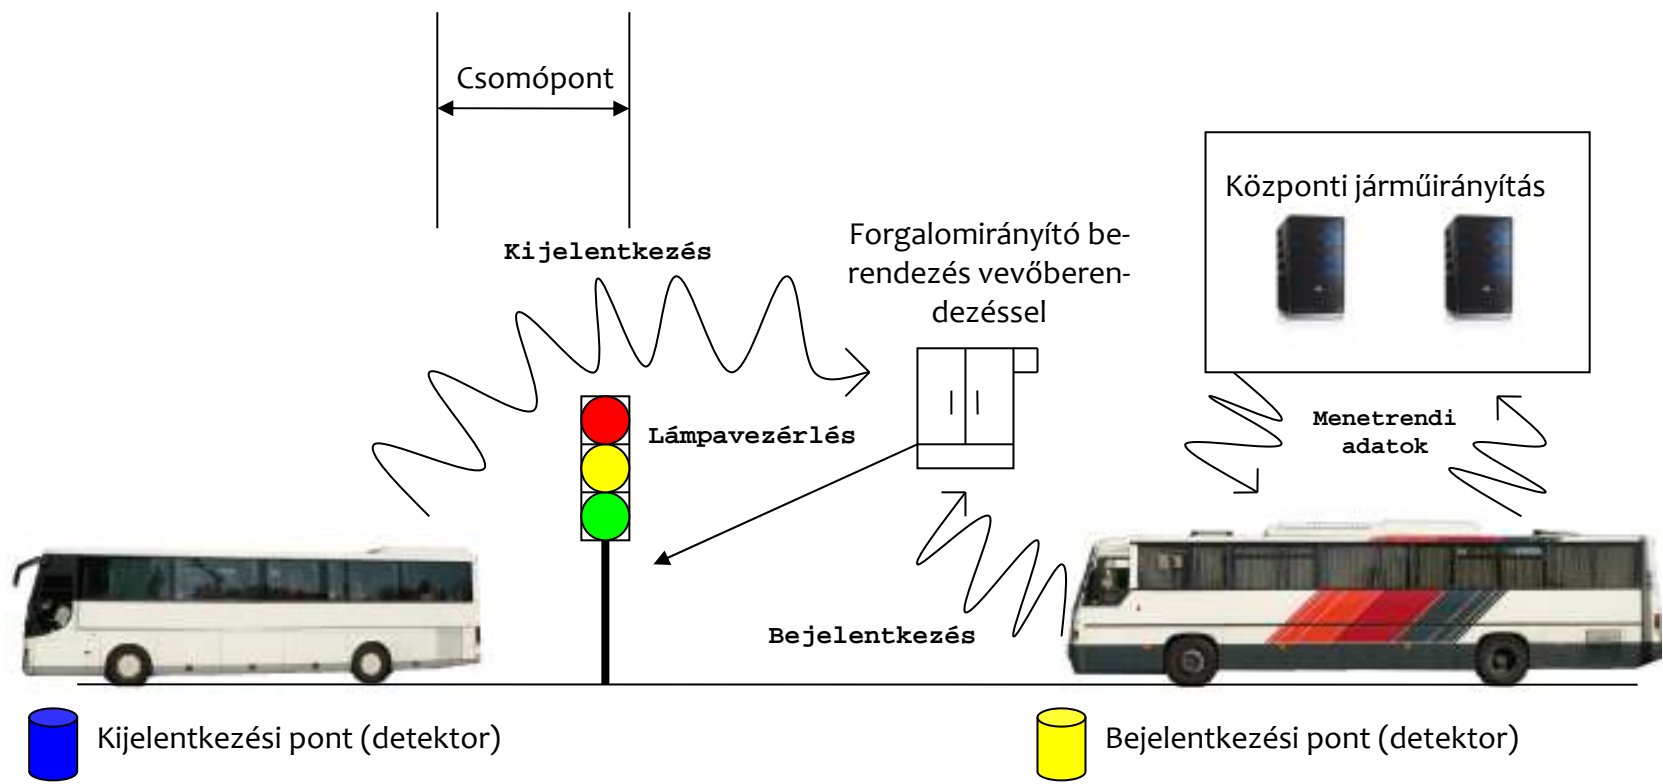 Csomópont
Központi járműirányítás
Kijelentkezés
Forgalomirányító be-
rendezés vevőberen-
dezéssel
Lámpavezérlés
Menetrendi
adatok
Bejelentkezés
Kijelentkezési pont (detektor)
Bejelentkezési pont (detektor)